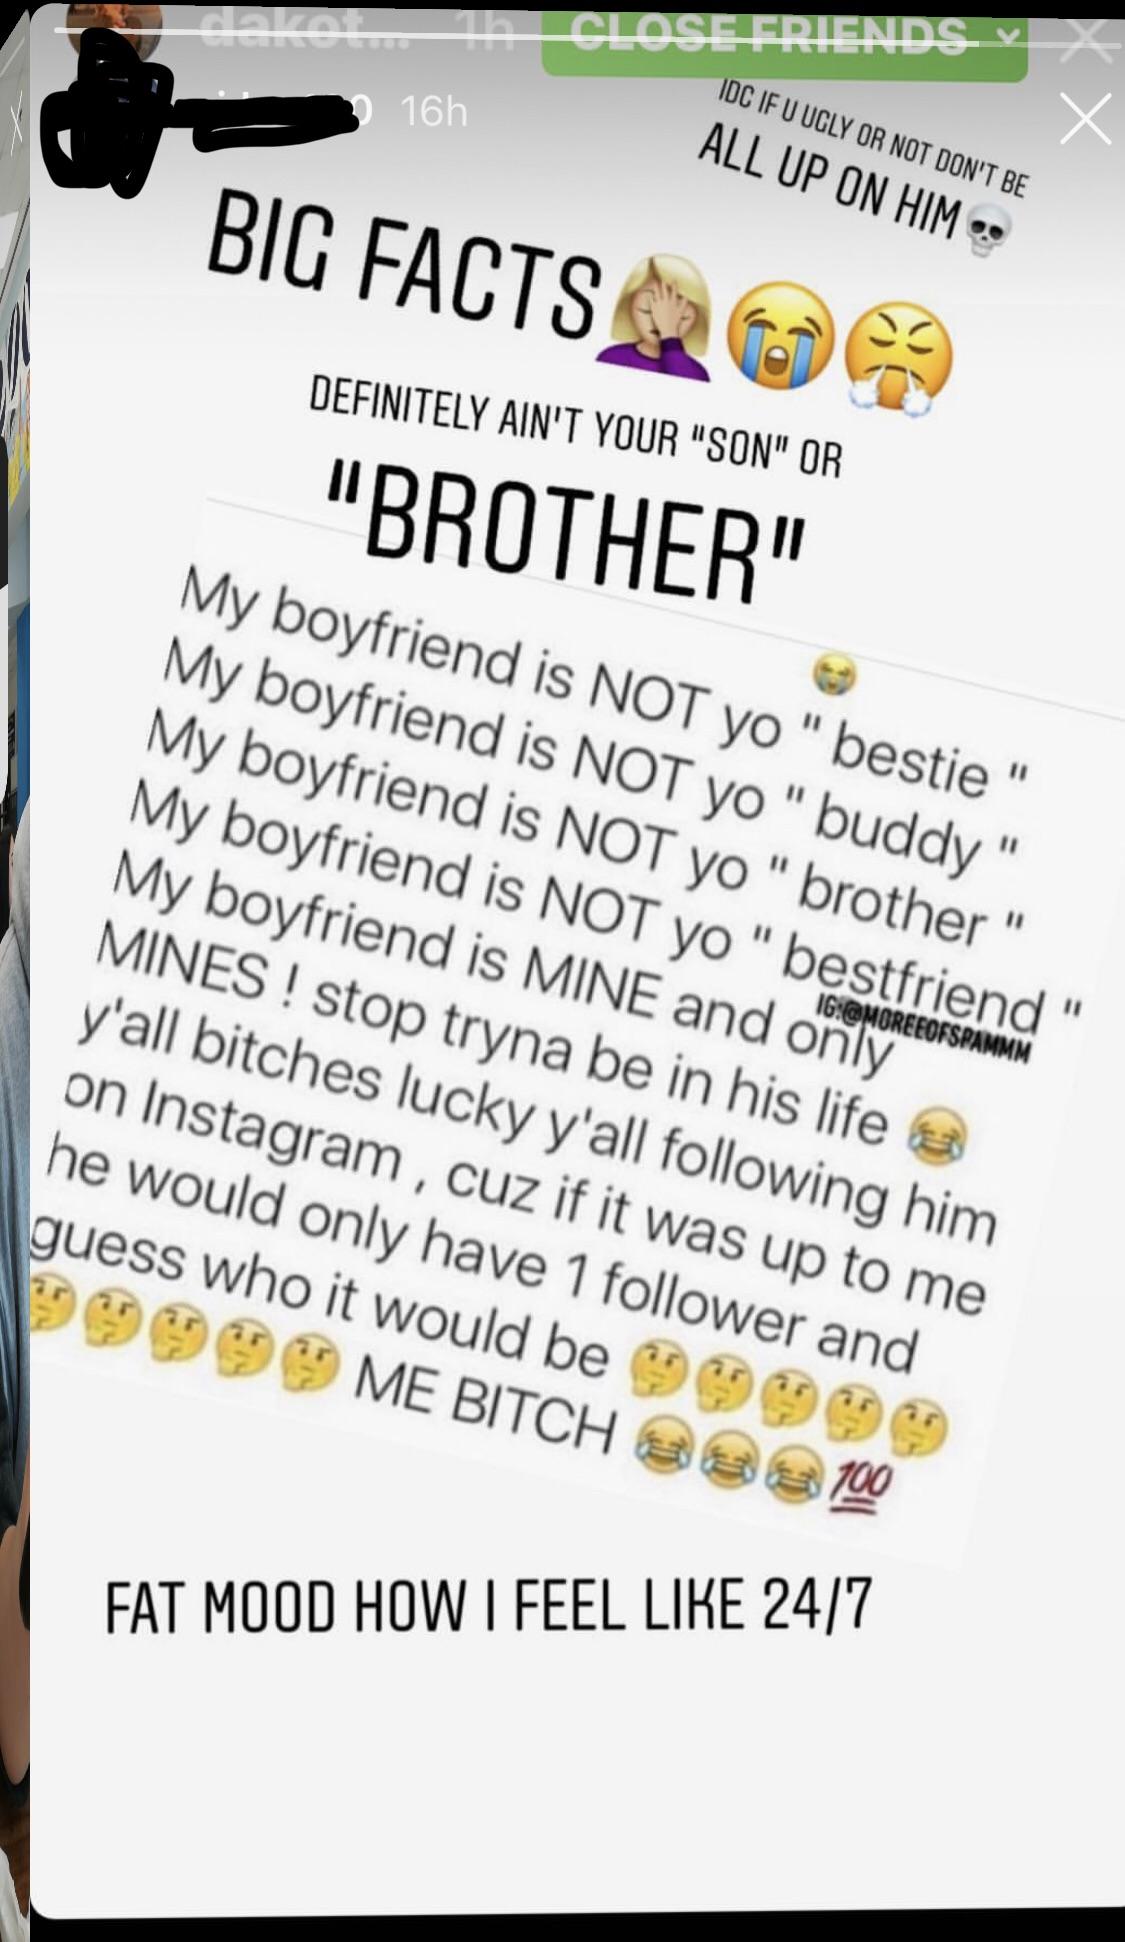 dakot... 1h CLOSE FRIENDS
0 16h
IDC IF U UGLY OR NOT DON'T BE
ALL UP ON HIM💀
BIG FACTS🤦🏼‍♀️😭😤
DEFINITELY AIN'T YOUR "SON" OR
"BROTHER"
😭
My boyfriend is NOT yo " bestie "
My boyfriend is NOT yo " buddy "
My boyfriend is NOT yo " brother "
My boyfriend is NOT yo " bestfriend "
My boyfriend is MINE and only
IG:@MOREEOFSPAMMM
MINES ! stop tryna be in his life 😂
y'all bitches lucky y'all following him
on Instagram , cuz if it was up to me
he would only have 1 follower and
guess who it would be 🤔🤔🤔🤔🤔
🤔🤔🤔🤔🤔 ME BITCH 😂😂😂💯
FAT MOOD HOW I FEEL LIKE 24/7